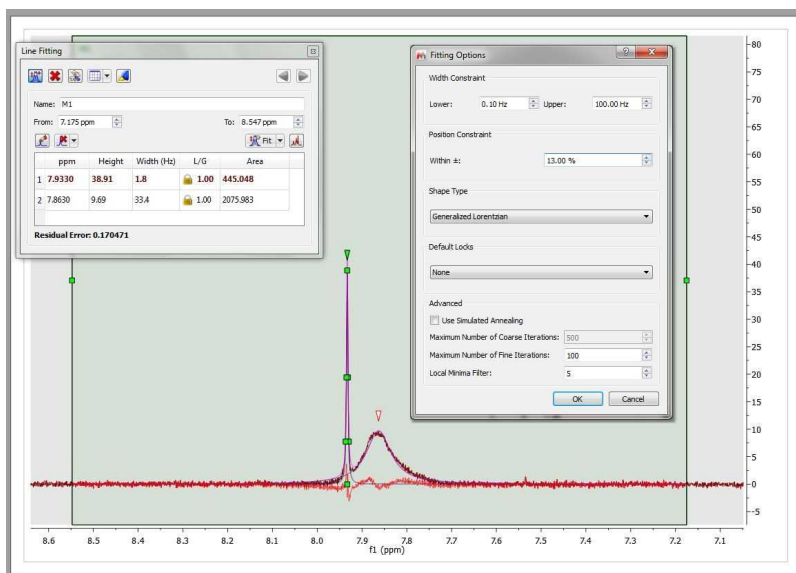 Line Fitting
Name: M1
From: 7.175 ppm To: 8.547 ppm
Fit
ppm Height Width (Hz) L/G Area
1 7.9330 38.91 1.8 1.00 445.048
2 7.8630 9.69 33.4 1.00 2075.983
Residual Error: 0.170471
Fitting Options
Width Constraint
Lower: 0.10 Hz Upper: 100.00 Hz
Position Constraint
Within ±: 13.00 %
Shape Type
Generalized Lorentzian
Default Locks
None
Advanced
Use Simulated Annealing
Maximum Number of Coarse Iterations: 500
Maximum Number of Fine Iterations: 100
Local Minima Filter: 5
OK Cancel
80
75
70
65
60
55
50
45
40
35
30
25
20
15
10
5
0
-5
8.6 8.5 8.4 8.3 8.2 8.1 8.0 7.9 7.8 7.7 7.6 7.5 7.4 7.3 7.2 7.1
f1 (ppm)